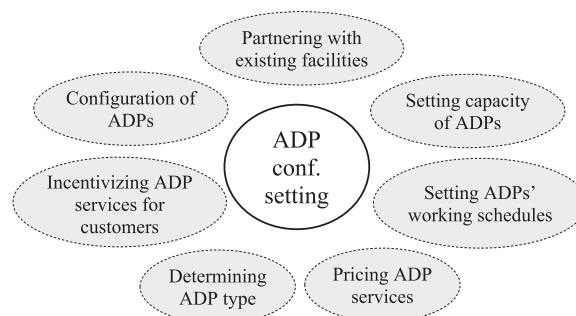 Partnering with
existing facilities
Configuration of
ADPs
Setting capacity
of ADPs
ADP
conf.
setting
Incentivizing ADP
services for
customers
Setting ADPs’
working schedules
Determining
ADP type
Pricing ADP
services